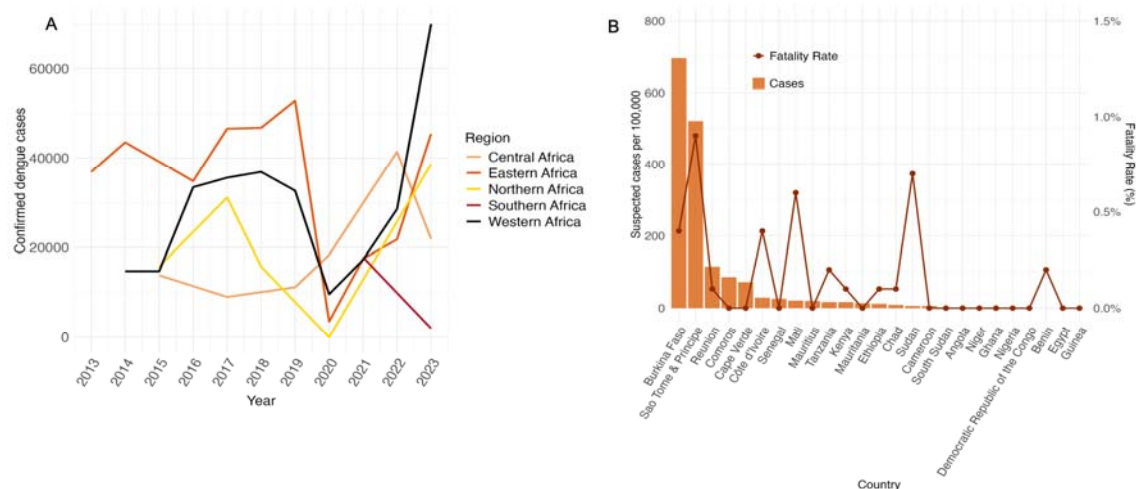 A
Confirmed dengue cases
60000
40000
20000
0
2013
2014
2015
2016
2017
2018
2019
2020
2021
2022
2023
Year
Region
Central Africa
Eastern Africa
Northern Africa
Southern Africa
Western Africa
B
Suspected cases per 100,000
800
600
400
200
0
Fatality Rate
Cases
1.5%
1.0%
0.5%
0.0%
Fatality Rate (%)
Burkina Faso
Sao Tome & Principe
Reunion
Comoros
Cape Verde
Côte d'Ivoire
Senegal
Mali
Mauritius
Tanzania
Kenya
Mauritania
Ethiopia
Chad
Sudan
Cameroon
South Sudan
Angola
Niger
Ghana
Nigeria
Democratic Republic of the Congo
Benin
Egypt
Guinea
Country